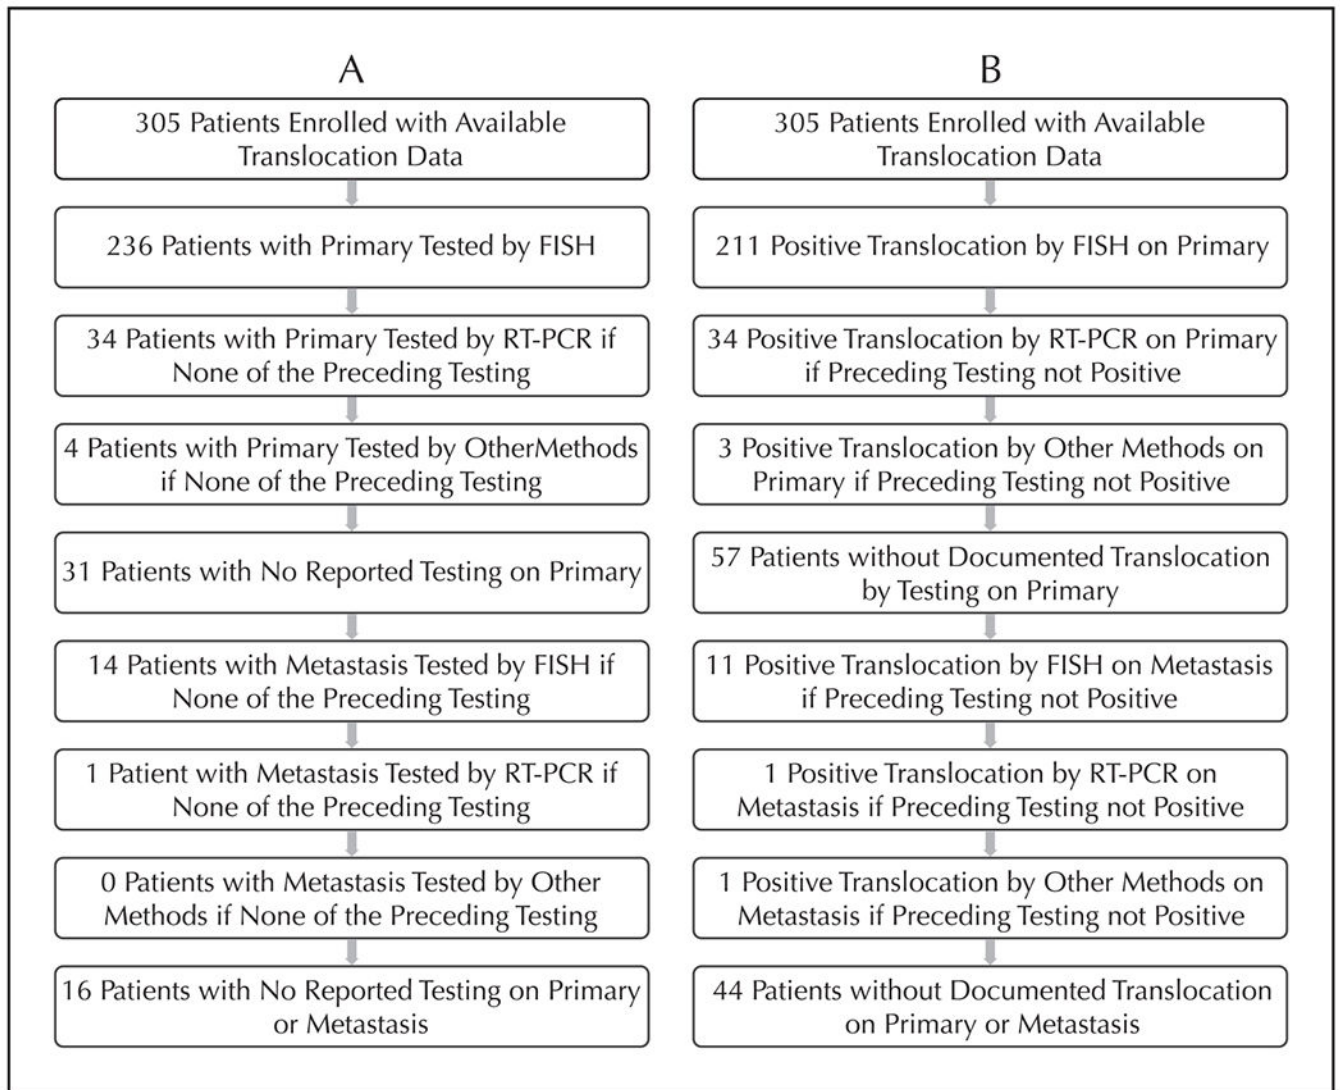 A
305 Patients Enrolled with Available
Translocation Data
236 Patients with Primary Tested by FISH
34 Patients with Primary Tested by RT-PCR if
None of the Preceding Testing
4 Patients with Primary Tested by OtherMethods
if None of the Preceding Testing
31 Patients with No Reported Testing on Primary
14 Patients with Metastasis Tested by FISH if
None of the Preceding Testing
1 Patient with Metastasis Tested by RT-PCR if
None of the Preceding Testing
0 Patients with Metastasis Tested by Other
Methods if None of the Preceding Testing
16 Patients with No Reported Testing on Primary
or Metastasis
B
305 Patients Enrolled with Available
Translocation Data
211 Positive Translocation by FISH on Primary
34 Positive Translocation by RT-PCR on Primary
if Preceding Testing not Positive
3 Positive Translocation by Other Methods on
Primary if Preceding Testing not Positive
57 Patients without Documented Translocation
by Testing on Primary
11 Positive Translocation by FISH on Metastasis
if Preceding Testing not Positive
1 Positive Translocation by RT-PCR on
Metastasis if Preceding Testing not Positive
1 Positive Translocation by Other Methods on
Metastasis if Preceding Testing not Positive
44 Patients without Documented Translocation
on Primary or Metastasis